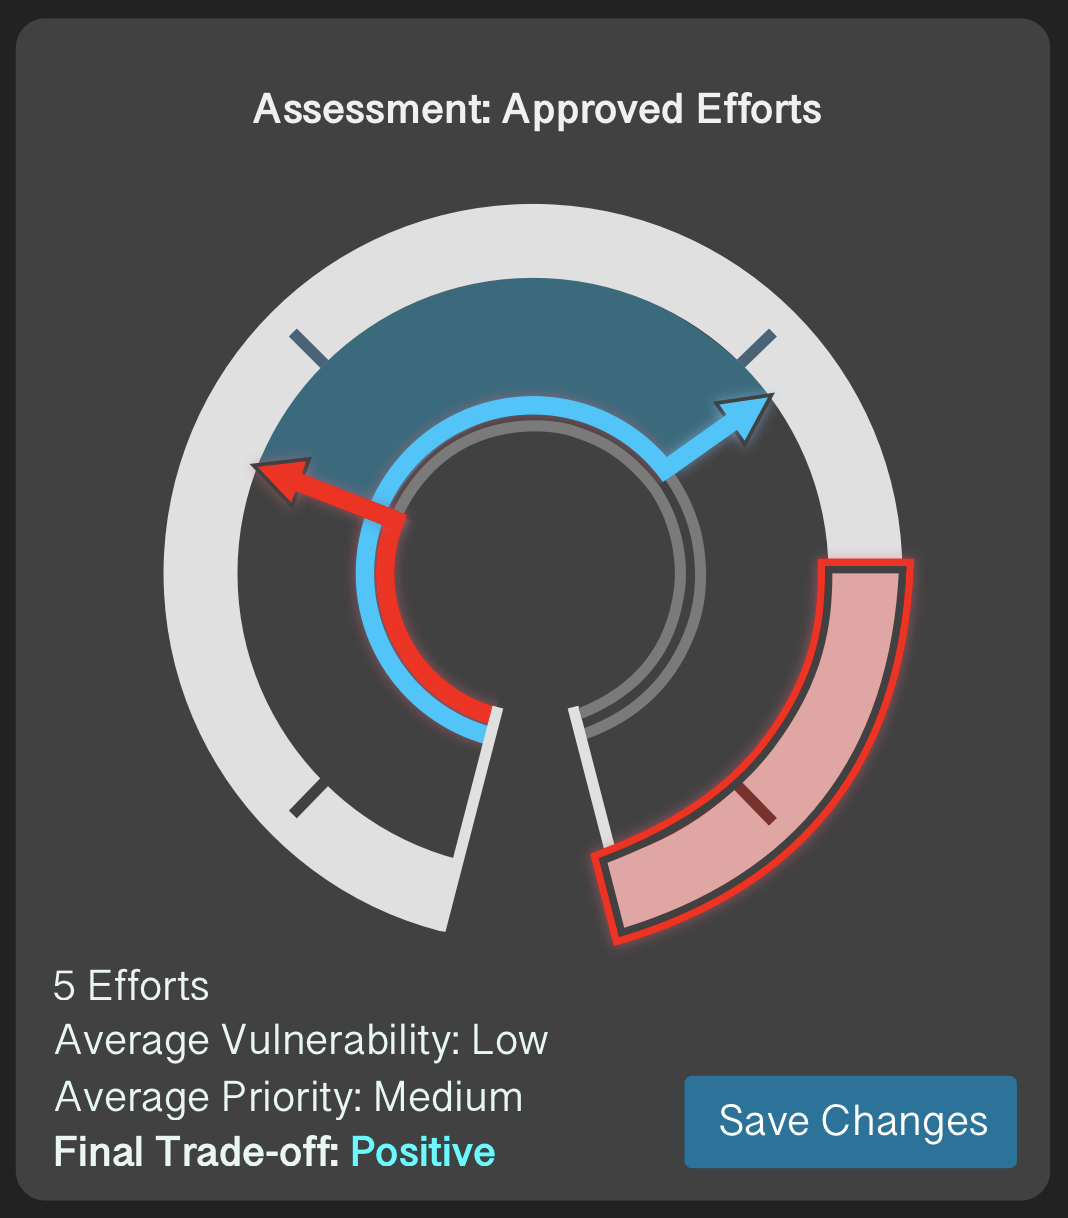 Assessment: Approved Efforts
5 Efforts
Average Vulnerability: Low
Average Priority: Medium
Final Trade-off: Positive
Save Changes